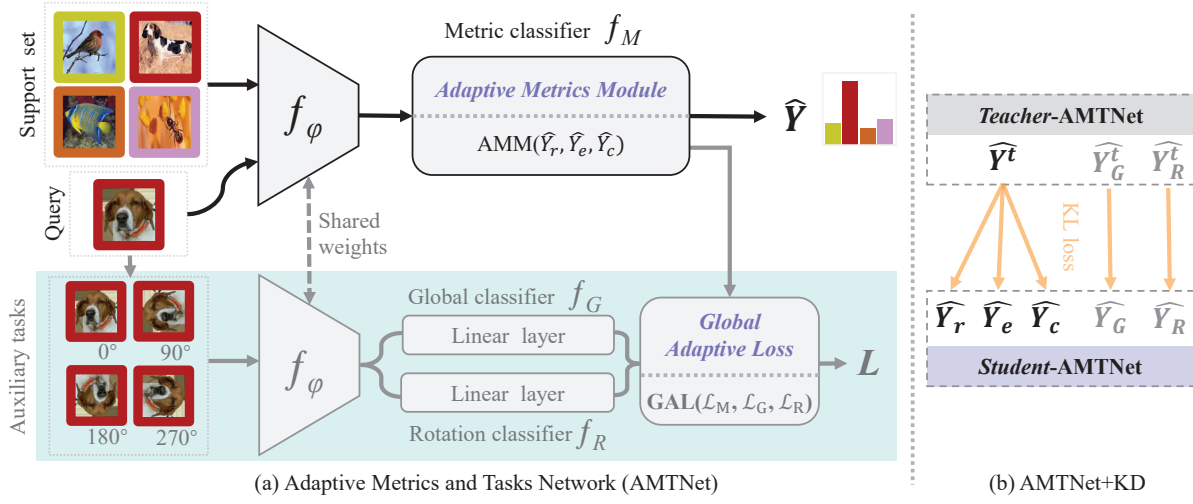 Support set
Query
f_φ
Metric classifier f_M
Adaptive Metrics Module
AMM(Ŷ_r, Ŷ_e, Ŷ_c)
Ŷ
Shared
weights
Auxiliary tasks
0°
90°
180°
270°
f_φ
Global classifier f_G
Linear layer
Linear layer
Rotation classifier f_R
Global
Adaptive Loss
GAL(ℒ_M, ℒ_G, ℒ_R)
L
(a) Adaptive Metrics and Tasks Network (AMTNet)
Teacher-AMTNet
Ŷ^t Ŷ_G^t Ŷ_R^t
KL loss
Ŷ_r Ŷ_e Ŷ_c Ŷ_G Ŷ_R
Student-AMTNet
(b) AMTNet+KD